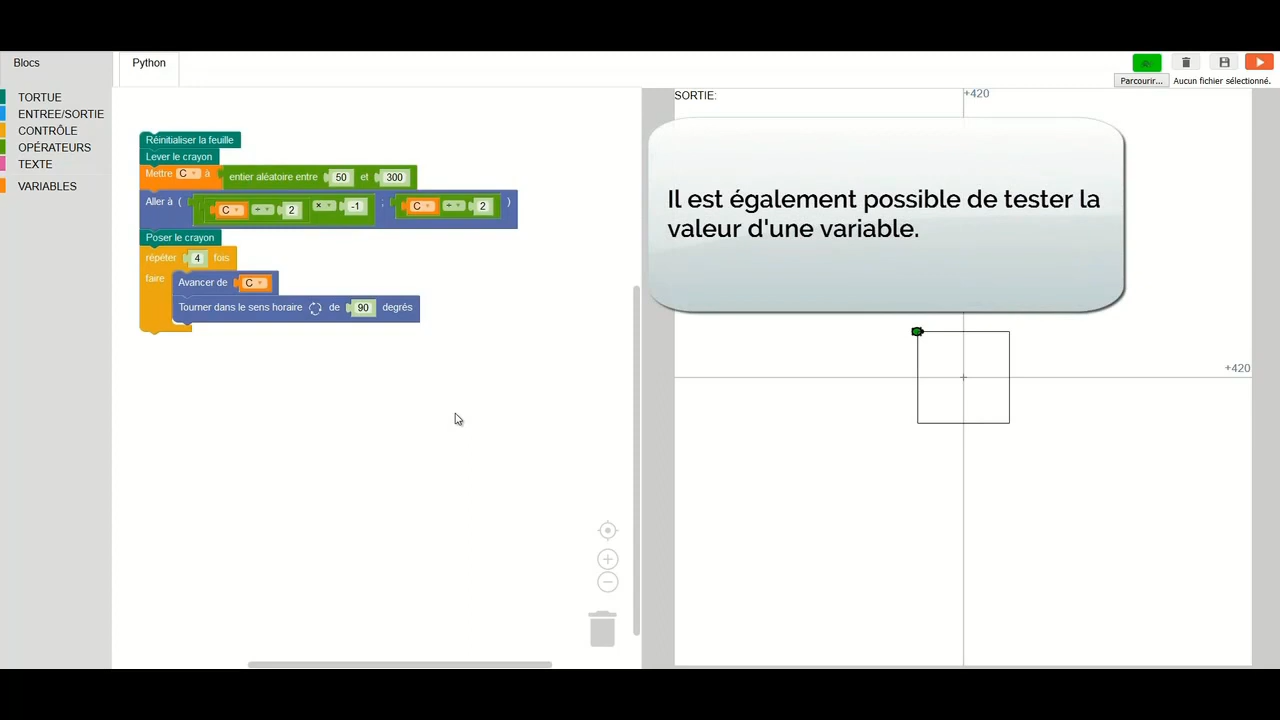 Blocs
Python
Parcourir... Aucun fichier sélectionné.
TORTUE
ENTREE/SORTIE
CONTRÔLE
OPÉRATEURS
TEXTE
VARIABLES
Réinitialiser la feuille
Lever le crayon
Mettre C à entier aléatoire entre 50 et 300
Aller à ( C ÷ 2 × -1 ; C ÷ 2 )
Poser le crayon
répéter 4 fois
faire Avancer de C
Tourner dans le sens horaire de 90 degrés
SORTIE:
+420
Il est également possible de tester la
valeur d'une variable.
+420